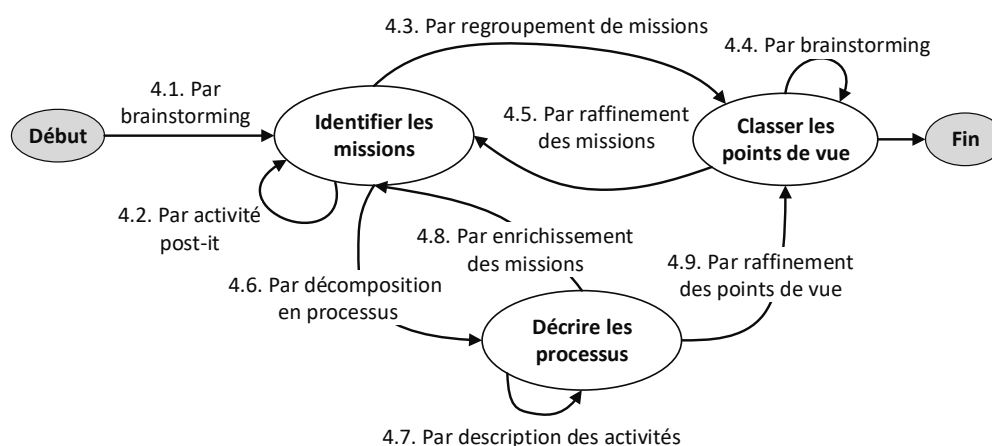 4.3. Par regroupement de missions
4.4. Par brainstorming
4.1. Par
brainstorming
4.5. Par raffinement
des missions
Début
Identifier les
missions
Classer les
points de vue
Fin
4.2. Par activité
post-it
4.8. Par enrichissement
des missions
4.9. Par raffinement
des points de vue
4.6. Par décomposition
en processus
Décrire les
processus
4.7. Par description des activités